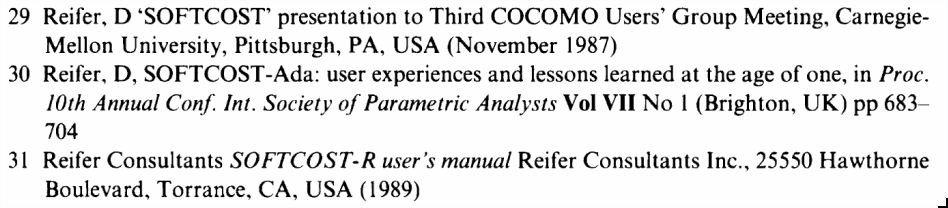 29 Reifer, D ‘SOFTCOST’ presentation to Third COCOMO Users’ Group Meeting, Carnegie-
Mellon University, Pittsburgh, PA, USA (November 1987)
30 Reifer, D, SOFTCOST-Ada: user experiences and lessons learned at the age of one, in Proc.
10th Annual Conf. Int. Society of Parametric Analysts Vol VII No 1 (Brighton, UK) pp 683–
704
31 Reifer Consultants SOFTCOST-R user’s manual Reifer Consultants Inc., 25550 Hawthorne
Boulevard, Torrance, CA, USA (1989)